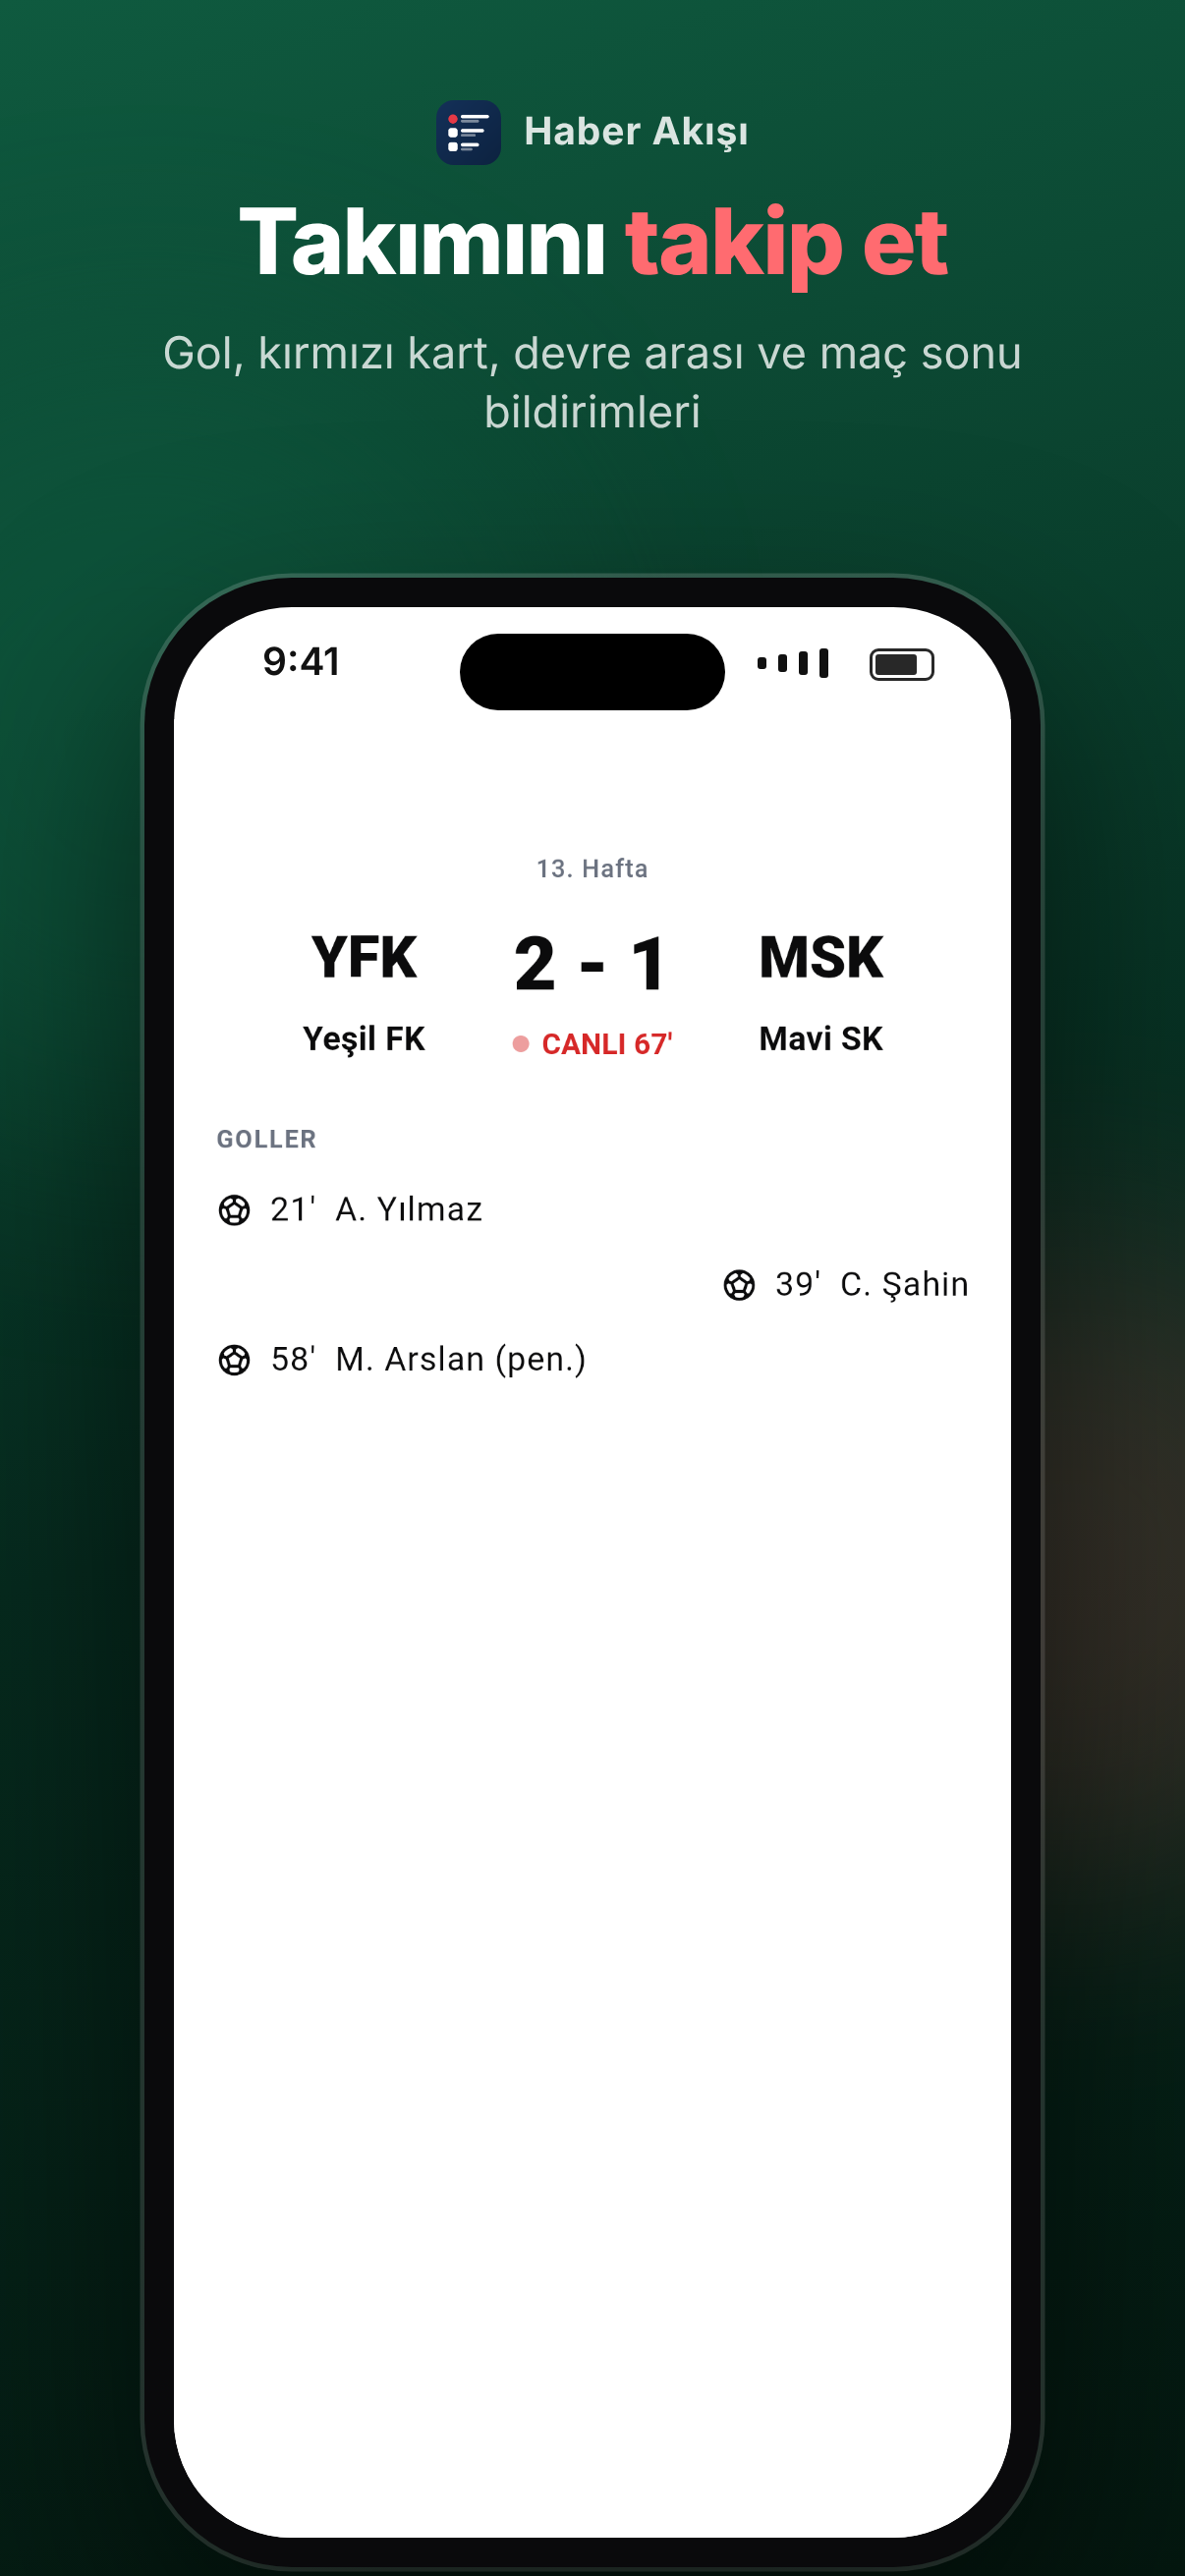 Haber Akışı
Takımını takip et
Gol, kırmızı kart, devre arası ve maç sonu
bildirimleri
9:41
13. Hafta
YFK 2 - 1 MSK
Yeşil FK CANLI 67' Mavi SK
GOLLER
21' A. Yılmaz
39' C. Şahin
58' M. Arslan (pen.)